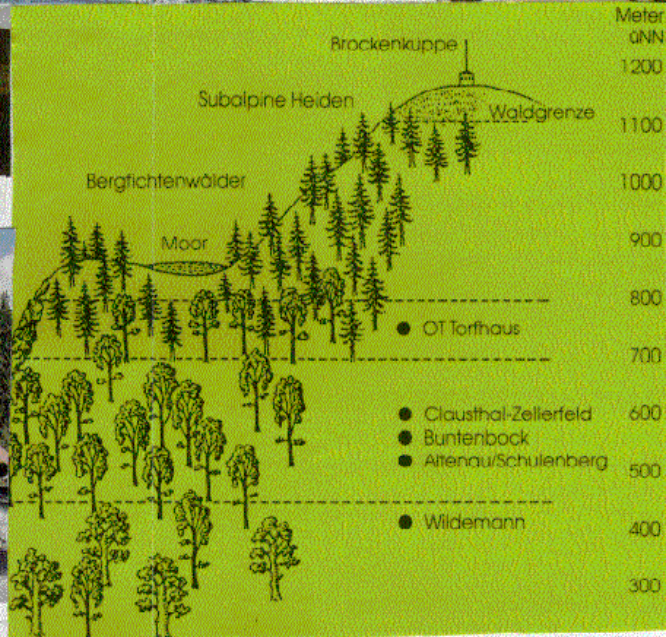 Meter
üNN
Brockenkuppe
1200
Subalpine Heiden
Waldgrenze
1100
Bergfichtenwälder
1000
Moor
900
800
OT Torfhaus
700
Clausthal-Zellerfeld
600
Buntenbock
Altenau/Schulenberg
500
Wildemann
400
300